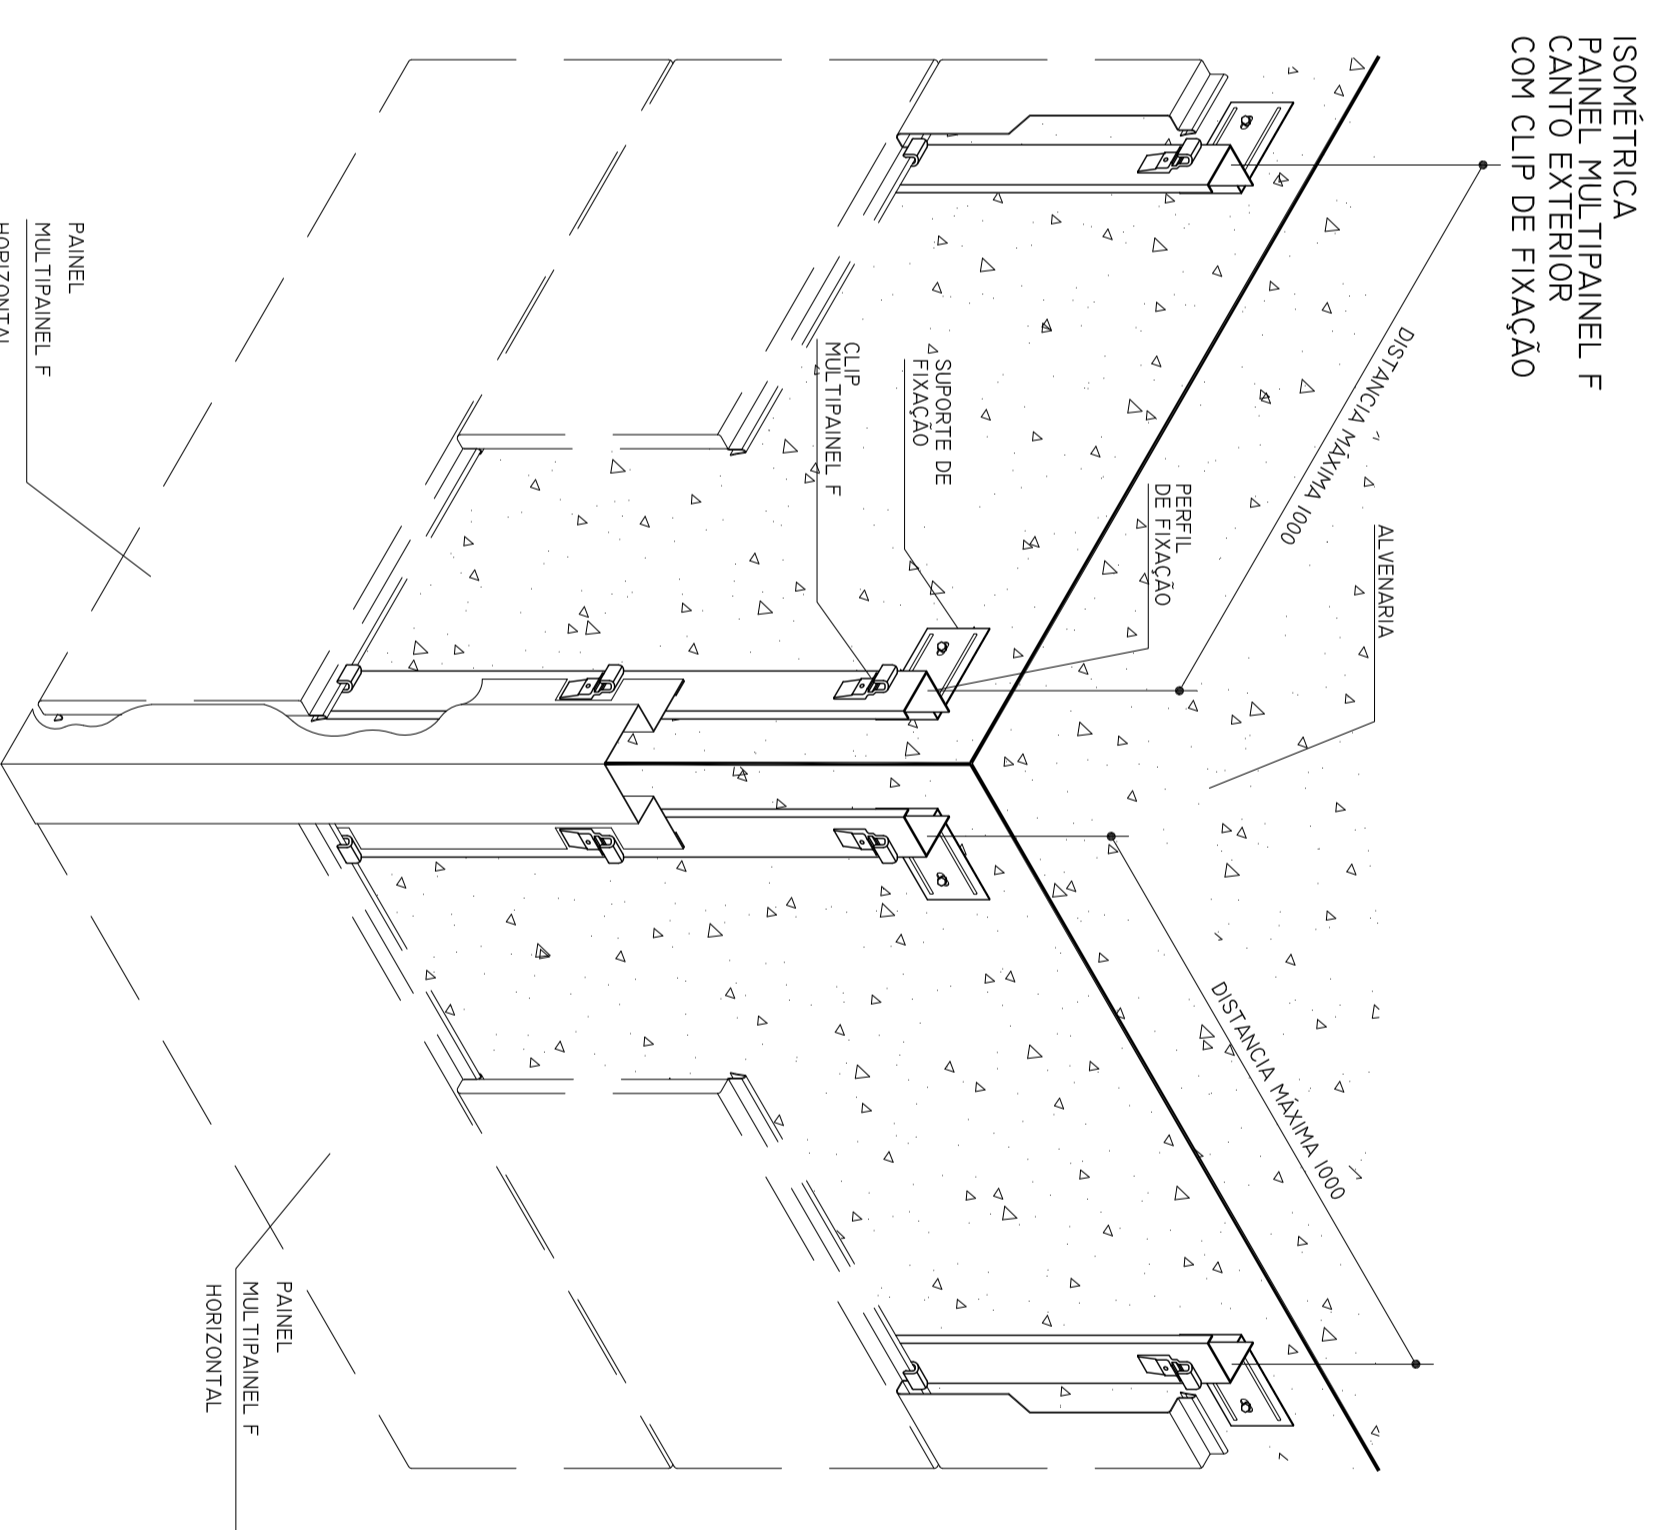 ISOMÉTRICA
PAINEL MULTIPAINEL F
CANTO EXTERIOR
COM CLIP DE FIXAÇÃO
DISTANCIA MÁXIMA 1000
ALVENARIA
PERFIL
DE FIXAÇÃO
SUPORTE DE
FIXAÇÃO
CLIP
MULTIPAINEL F
DISTANCIA MÁXIMA 1000
PAINEL
MULTIPAINEL F
HORIZONTAL
PAINEL
MULTIPAINEL F
HORIZONTAL